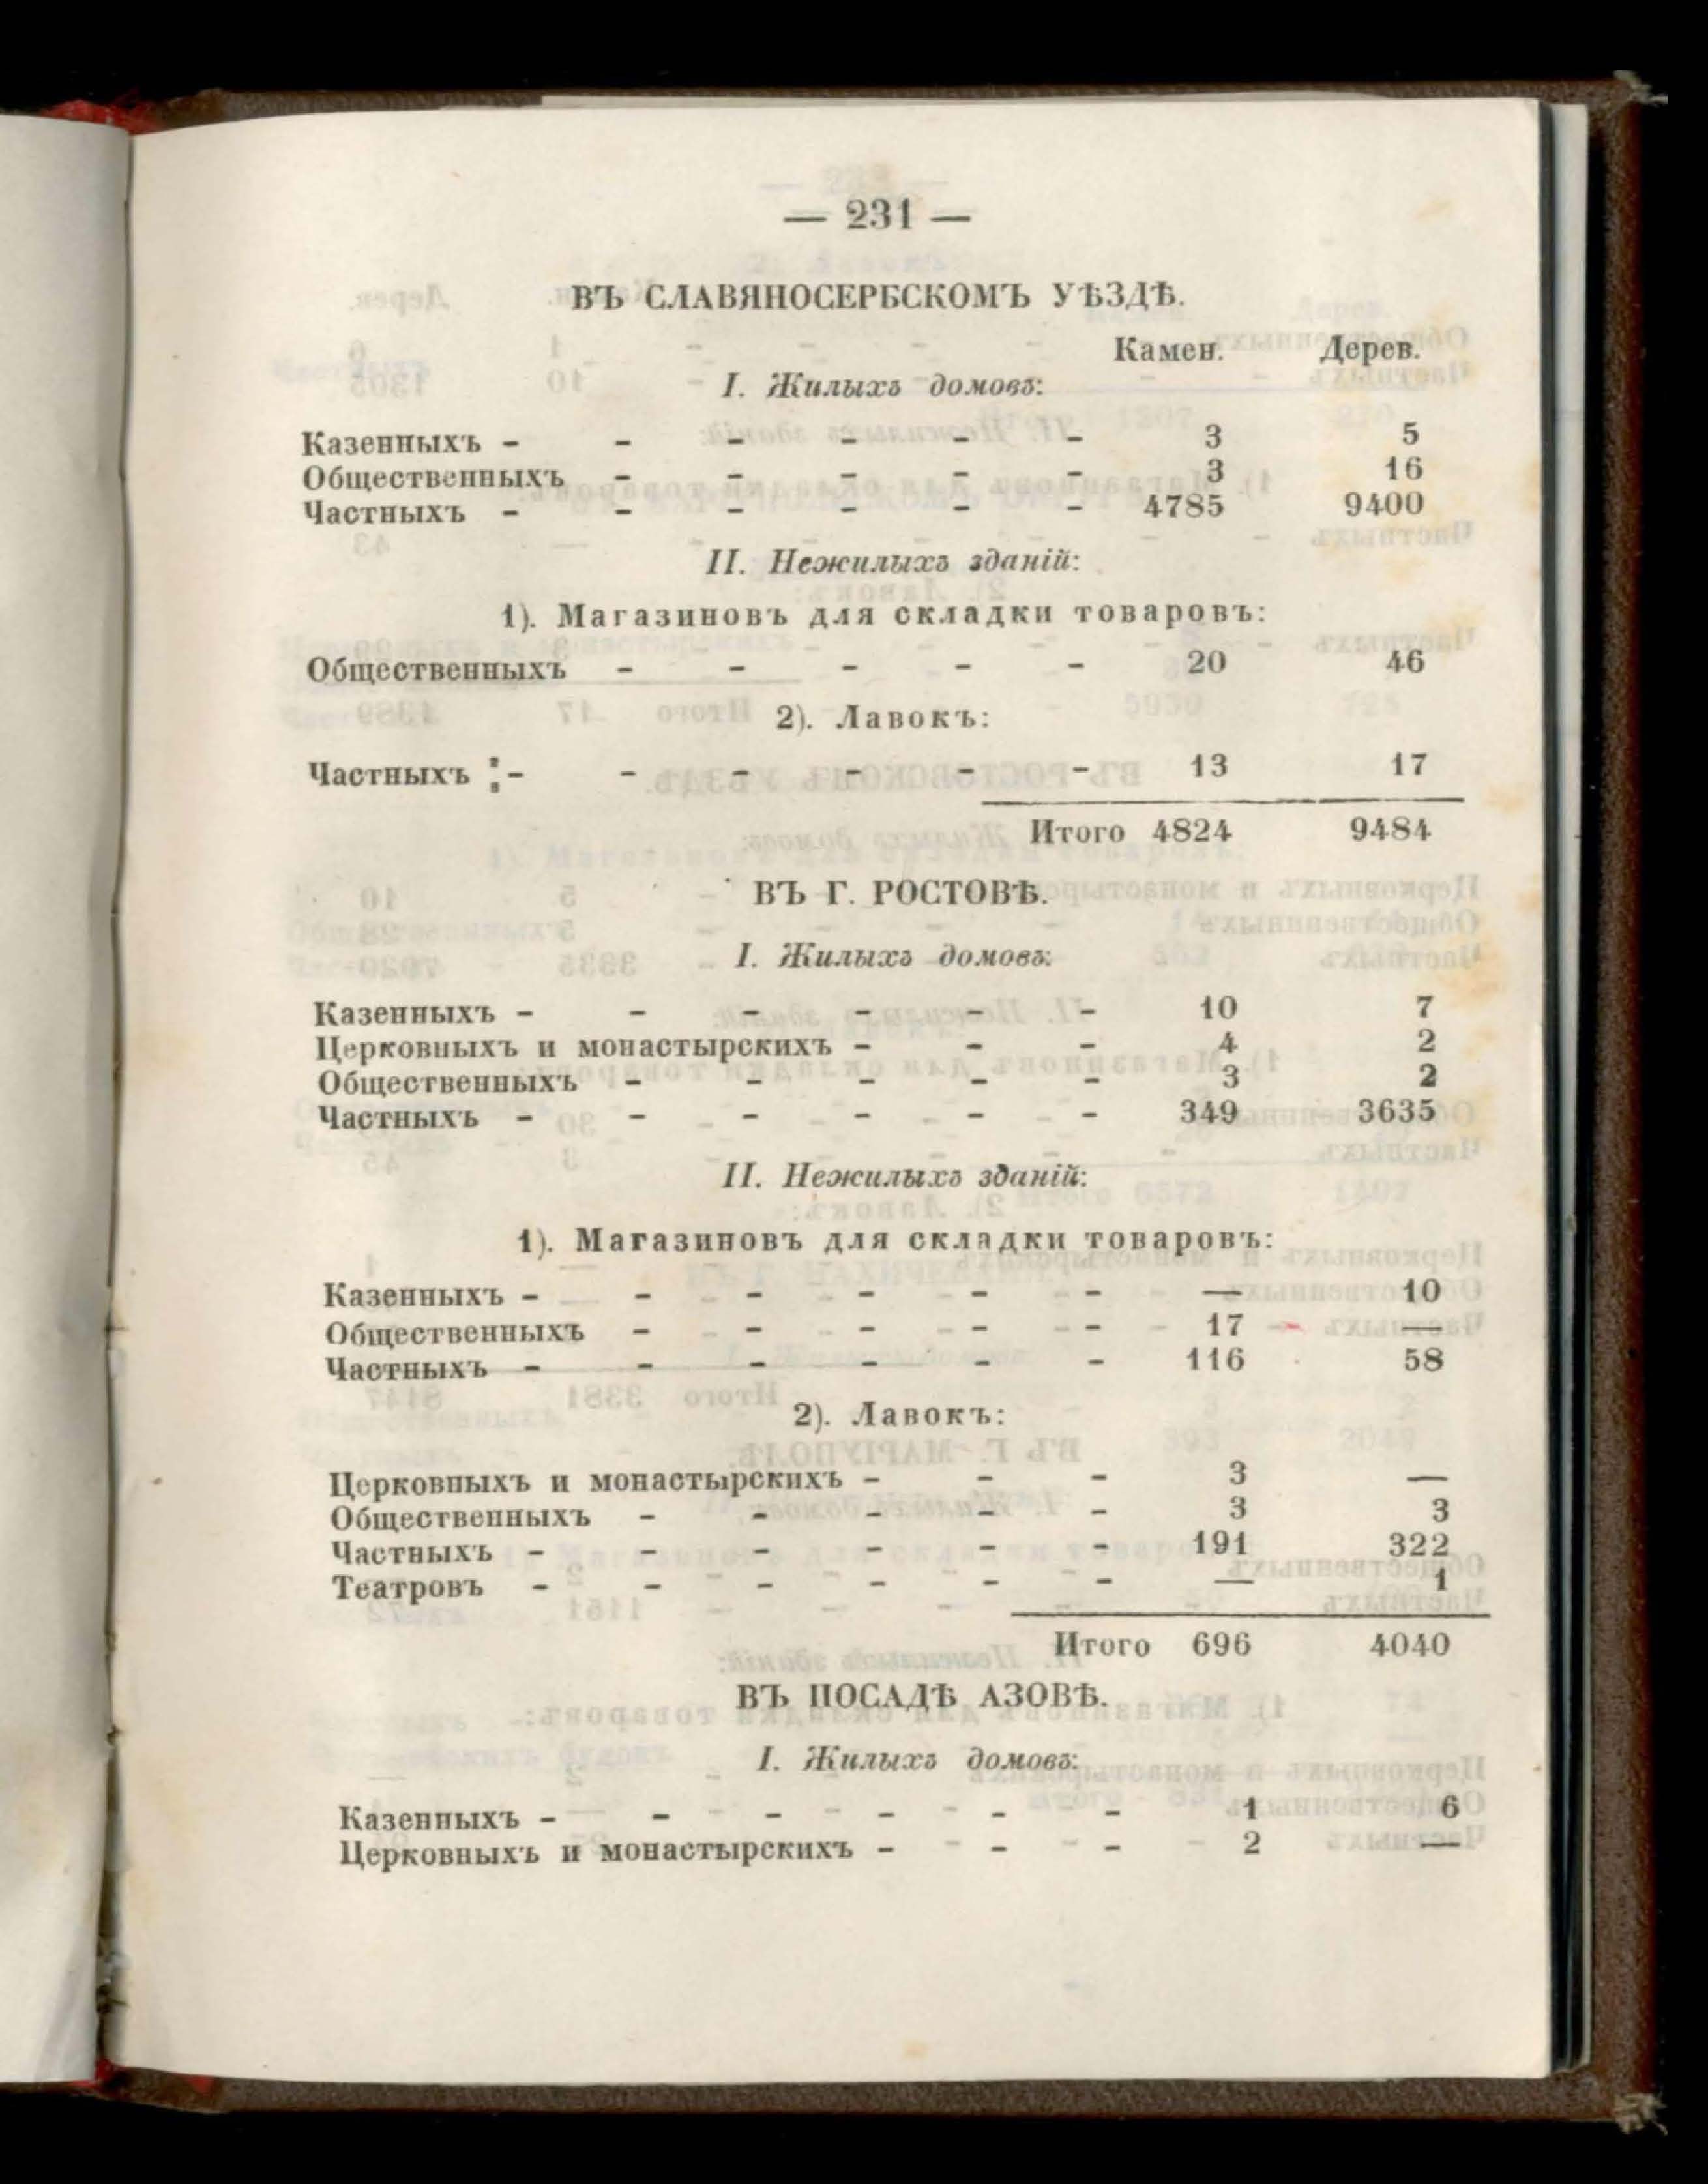 — 231 —
ВЪ СЛАВЯНОСЕРБСКОМЪ УѢЗДѢ.
Камен. Дерев.
I. Жилыхъ домовъ:
Казенныхъ - - - - - - 3 5
Общественныхъ - - - - - 3 16
Частныхъ - - - - - - 4785 9400
II. Нежилыхъ зданій:
1). Магазиновъ для складки товаровъ:
Общественныхъ - - - - - 20 46
2). Лавокъ:
Частныхъ - - - - - - 13 17
Итого 4824 9484
ВЪ Г. РОСТОВѢ.
I. Жилыхъ домовъ:
Казенныхъ - - - - - - 10 7
Церковныхъ и монастырскихъ - - - 4 2
Общественныхъ - - - - - 3 2
Частныхъ - - - - - - 349 3635
II. Нежилыхъ зданій:
1). Магазиновъ для складки товаровъ:
Казенныхъ - - - - - - — 10
Общественныхъ - - - - - 17 —
Частныхъ - - - - - - 116 58
2). Лавокъ:
Церковныхъ и монастырскихъ - - - 3 —
Общественныхъ - - - - - 3 3
Частныхъ - - - - - - 191 322
Театровъ - - - - - - — 1
Итого 696 4040
ВЪ ПОСАДѢ АЗОВѢ.
I. Жилыхъ домовъ:
Казенныхъ - - - - - - 1 6
Церковныхъ и монастырскихъ - - - 2 —